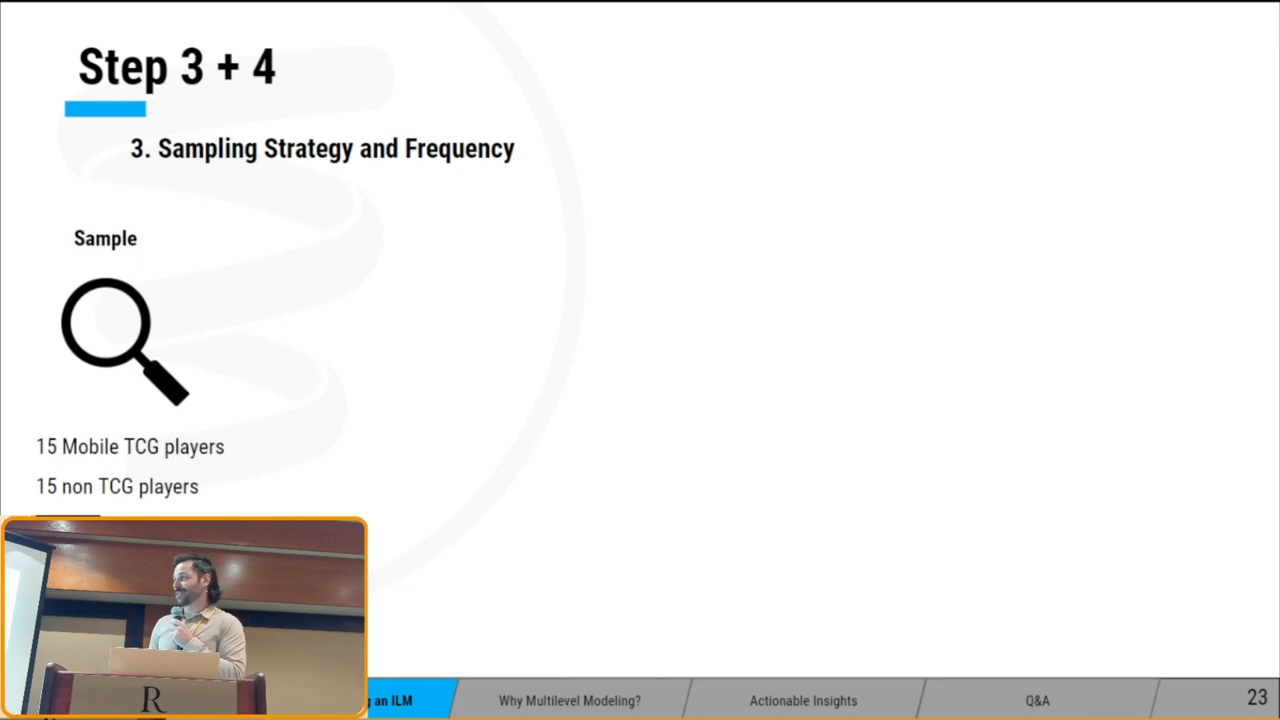 Step 3 + 4
3. Sampling Strategy and Frequency
Sample
15 Mobile TCG players
15 non TCG players
R
an ILM
Why Multilevel Modeling?
Actionable Insights
Q&A
23